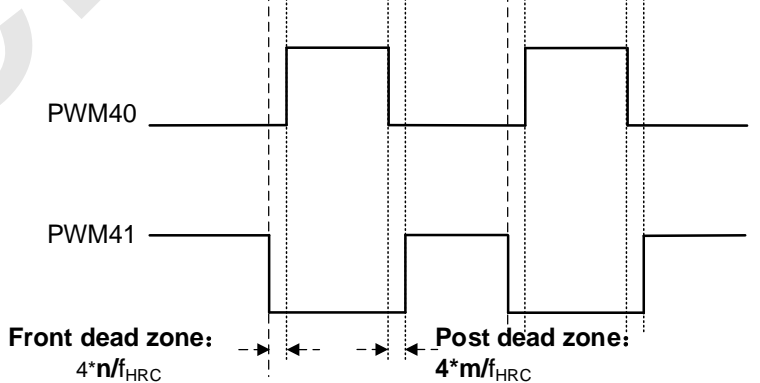 PWM40
PWM41
Front dead zone：
4*n/fHRC
Post dead zone：
4*m/fHRC